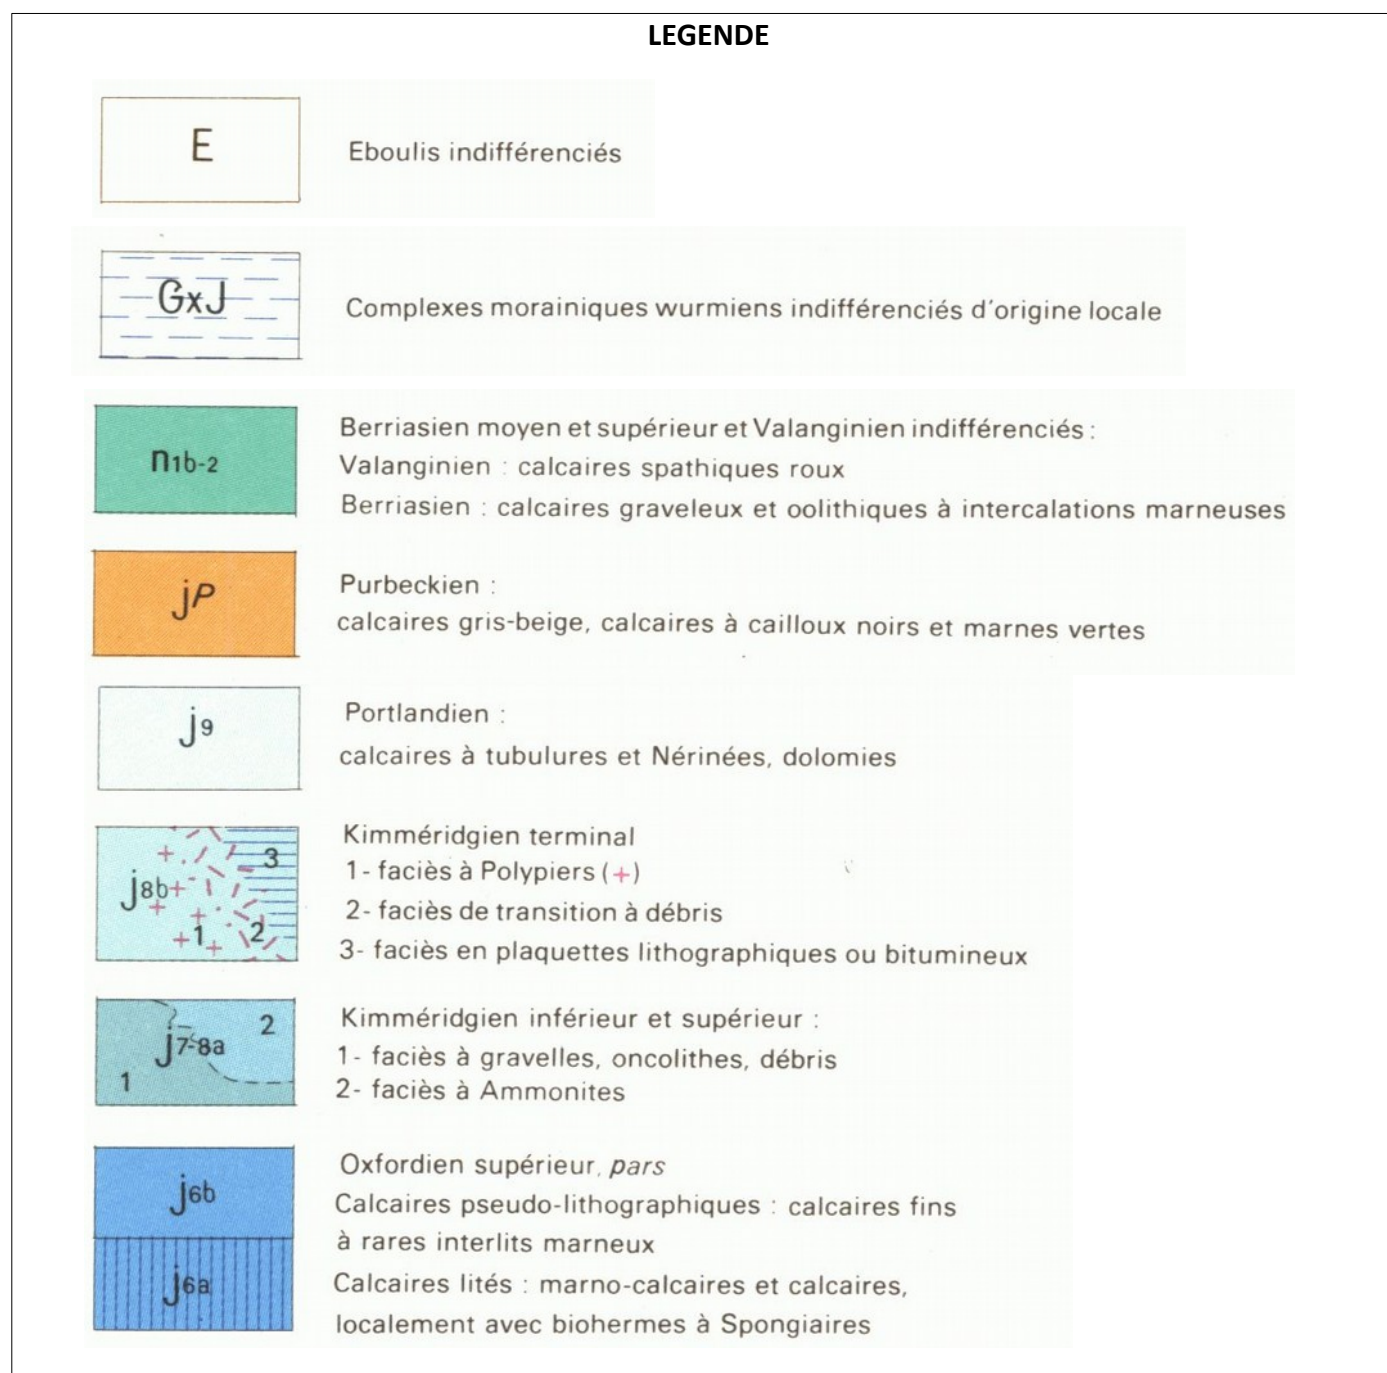 LEGENDE
E
Eboulis indifférenciés
GxJ
Complexes morainiques wurmiens indifférenciés d'origine locale
n1b-2
Berriasien moyen et supérieur et Valanginien indifférenciés :
Valanginien : calcaires spathiques roux
Berriasien : calcaires graveleux et oolithiques à intercalations marneuses
jP
Purbeckien :
calcaires gris-beige, calcaires à cailloux noirs et marnes vertes
j9
Portlandien :
calcaires à tubulures et Nérinées, dolomies
j8b 1 2 3
Kimméridgien terminal
1- faciès à Polypiers (+)
2- faciès de transition à débris
3- faciès en plaquettes lithographiques ou bitumineux
j7-8a 1 2
Kimméridgien inférieur et supérieur :
1- faciès à gravelles, oncolithes, débris
2- faciès à Ammonites
j6b
Oxfordien supérieur, pars
Calcaires pseudo-lithographiques : calcaires fins
à rares interlits marneux
j6a
Calcaires lités : marno-calcaires et calcaires,
localement avec biohermes à Spongiaires